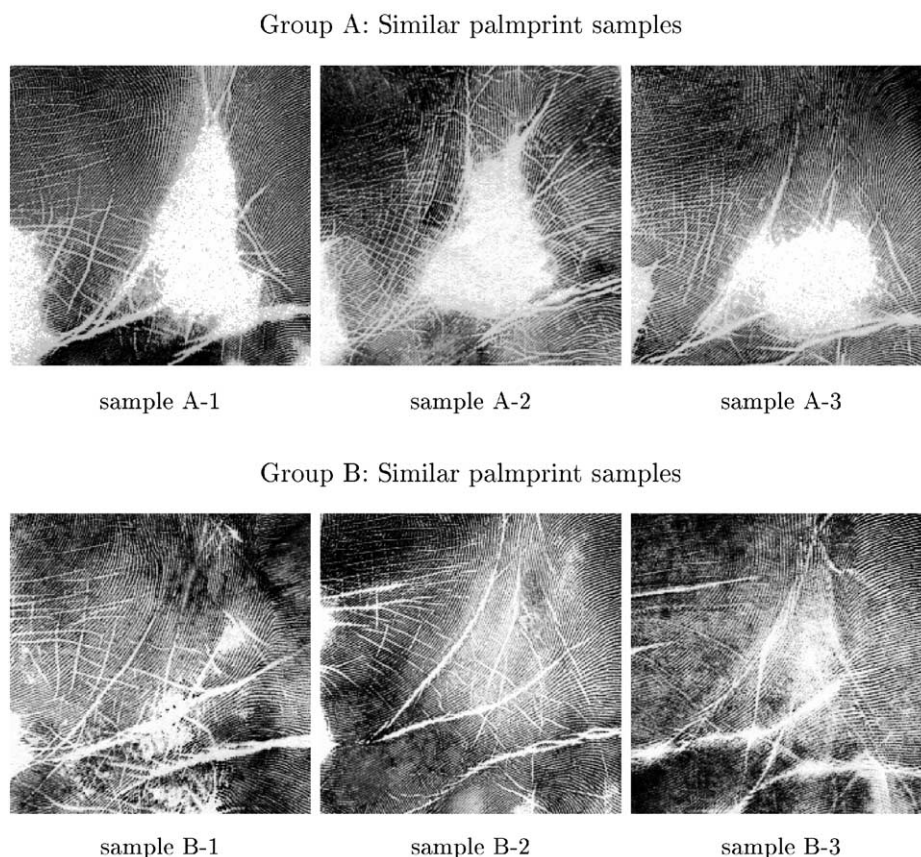 Group A: Similar palmprint samples
sample A-1
sample A-2
sample A-3
Group B: Similar palmprint samples
sample B-1
sample B-2
sample B-3